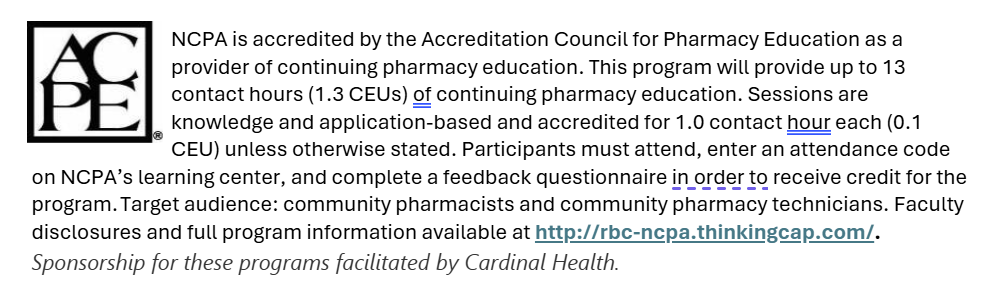 ACPE®
NCPA is accredited by the Accreditation Council for Pharmacy Education as a
provider of continuing pharmacy education. This program will provide up to 13
contact hours (1.3 CEUs) of continuing pharmacy education. Sessions are
knowledge and application-based and accredited for 1.0 contact hour each (0.1
CEU) unless otherwise stated. Participants must attend, enter an attendance code
on NCPA’s learning center, and complete a feedback questionnaire in order to receive credit for the
program. Target audience: community pharmacists and community pharmacy technicians. Faculty
disclosures and full program information available at http://rbc-ncpa.thinkingcap.com/.
Sponsorship for these programs facilitated by Cardinal Health.